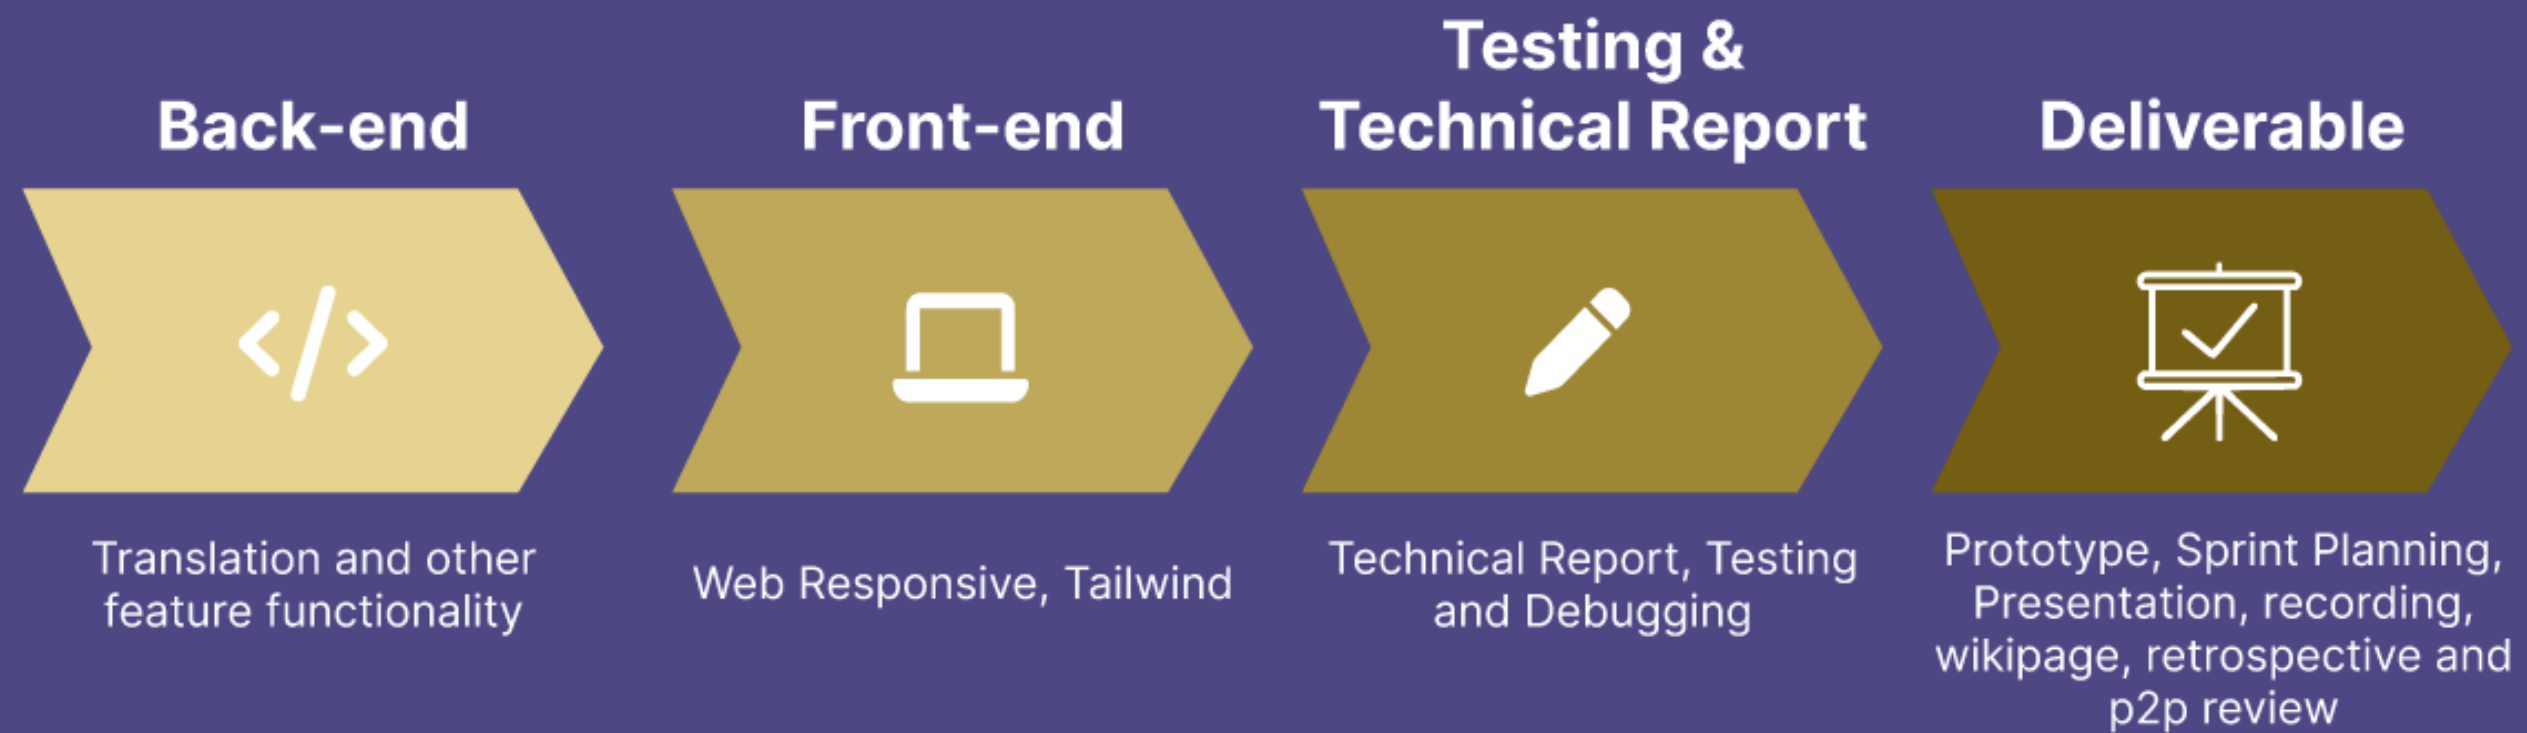 Back-end
Translation and other
feature functionality
Front-end
Web Responsive, Tailwind
Testing &
Technical Report
Technical Report, Testing
and Debugging
Deliverable
Prototype, Sprint Planning,
Presentation, recording,
wikipage, retrospective and
p2p review